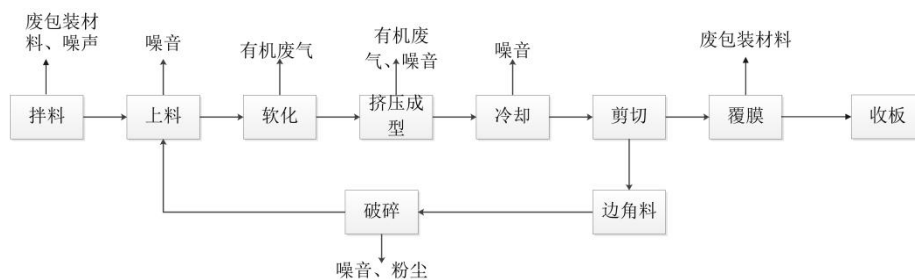 废包装材
料、噪声
噪音
有机废气
有机废
气、噪音
噪音
废包装材料
拌料
上料
软化
挤压成
型
冷却
剪切
覆膜
收板
破碎
边角料
噪音、粉尘